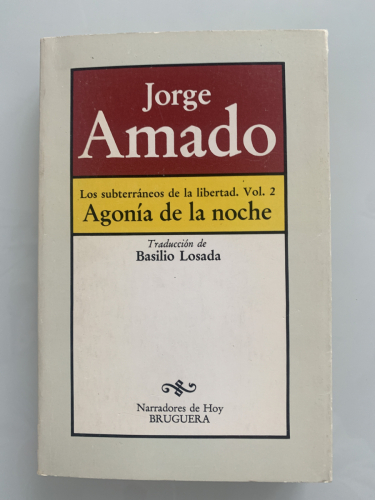 Jorge
Amado
Los subterráneos de la libertad. Vol. 2
Agonía de la noche
Traducción de
Basilio Losada
Narradores de Hoy
BRUGUERA